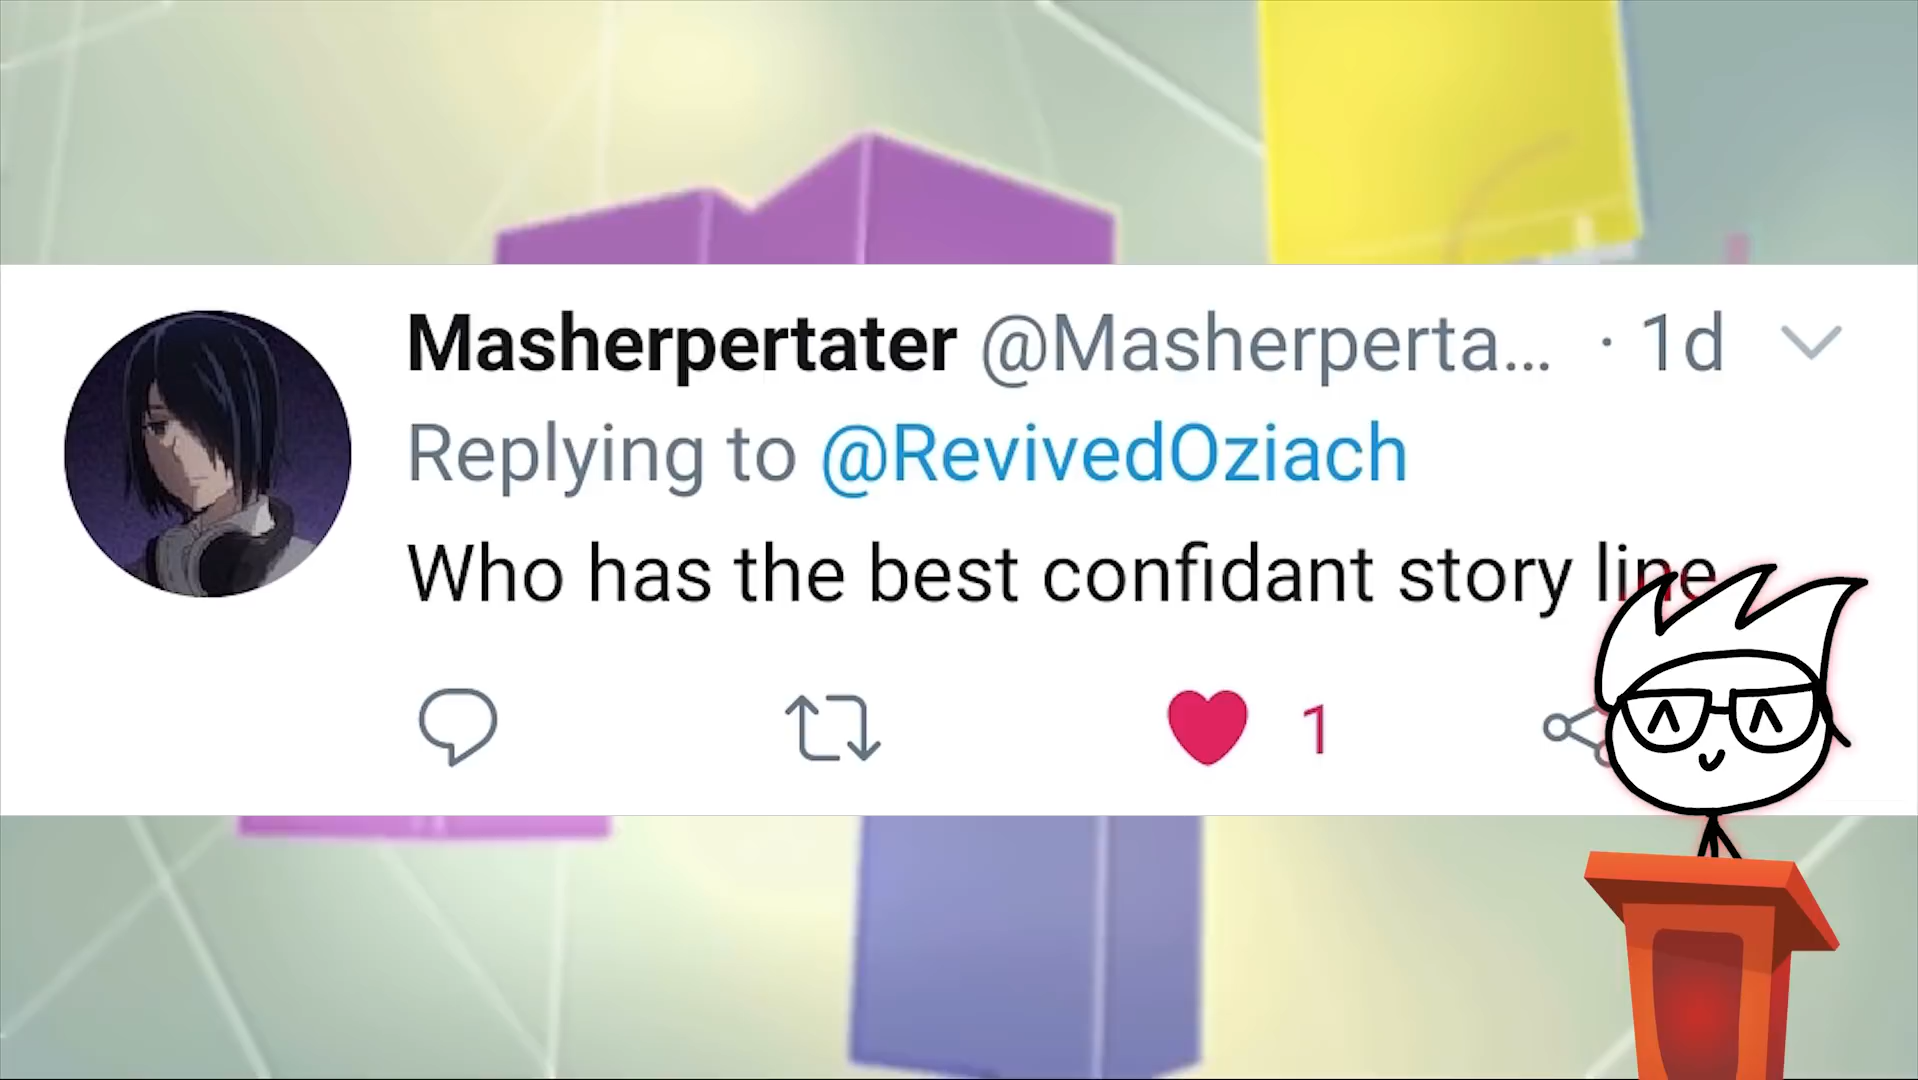 Masherpertater @Masherperta... · 1d
Replying to @RevivedOziach
Who has the best confidant story line
1